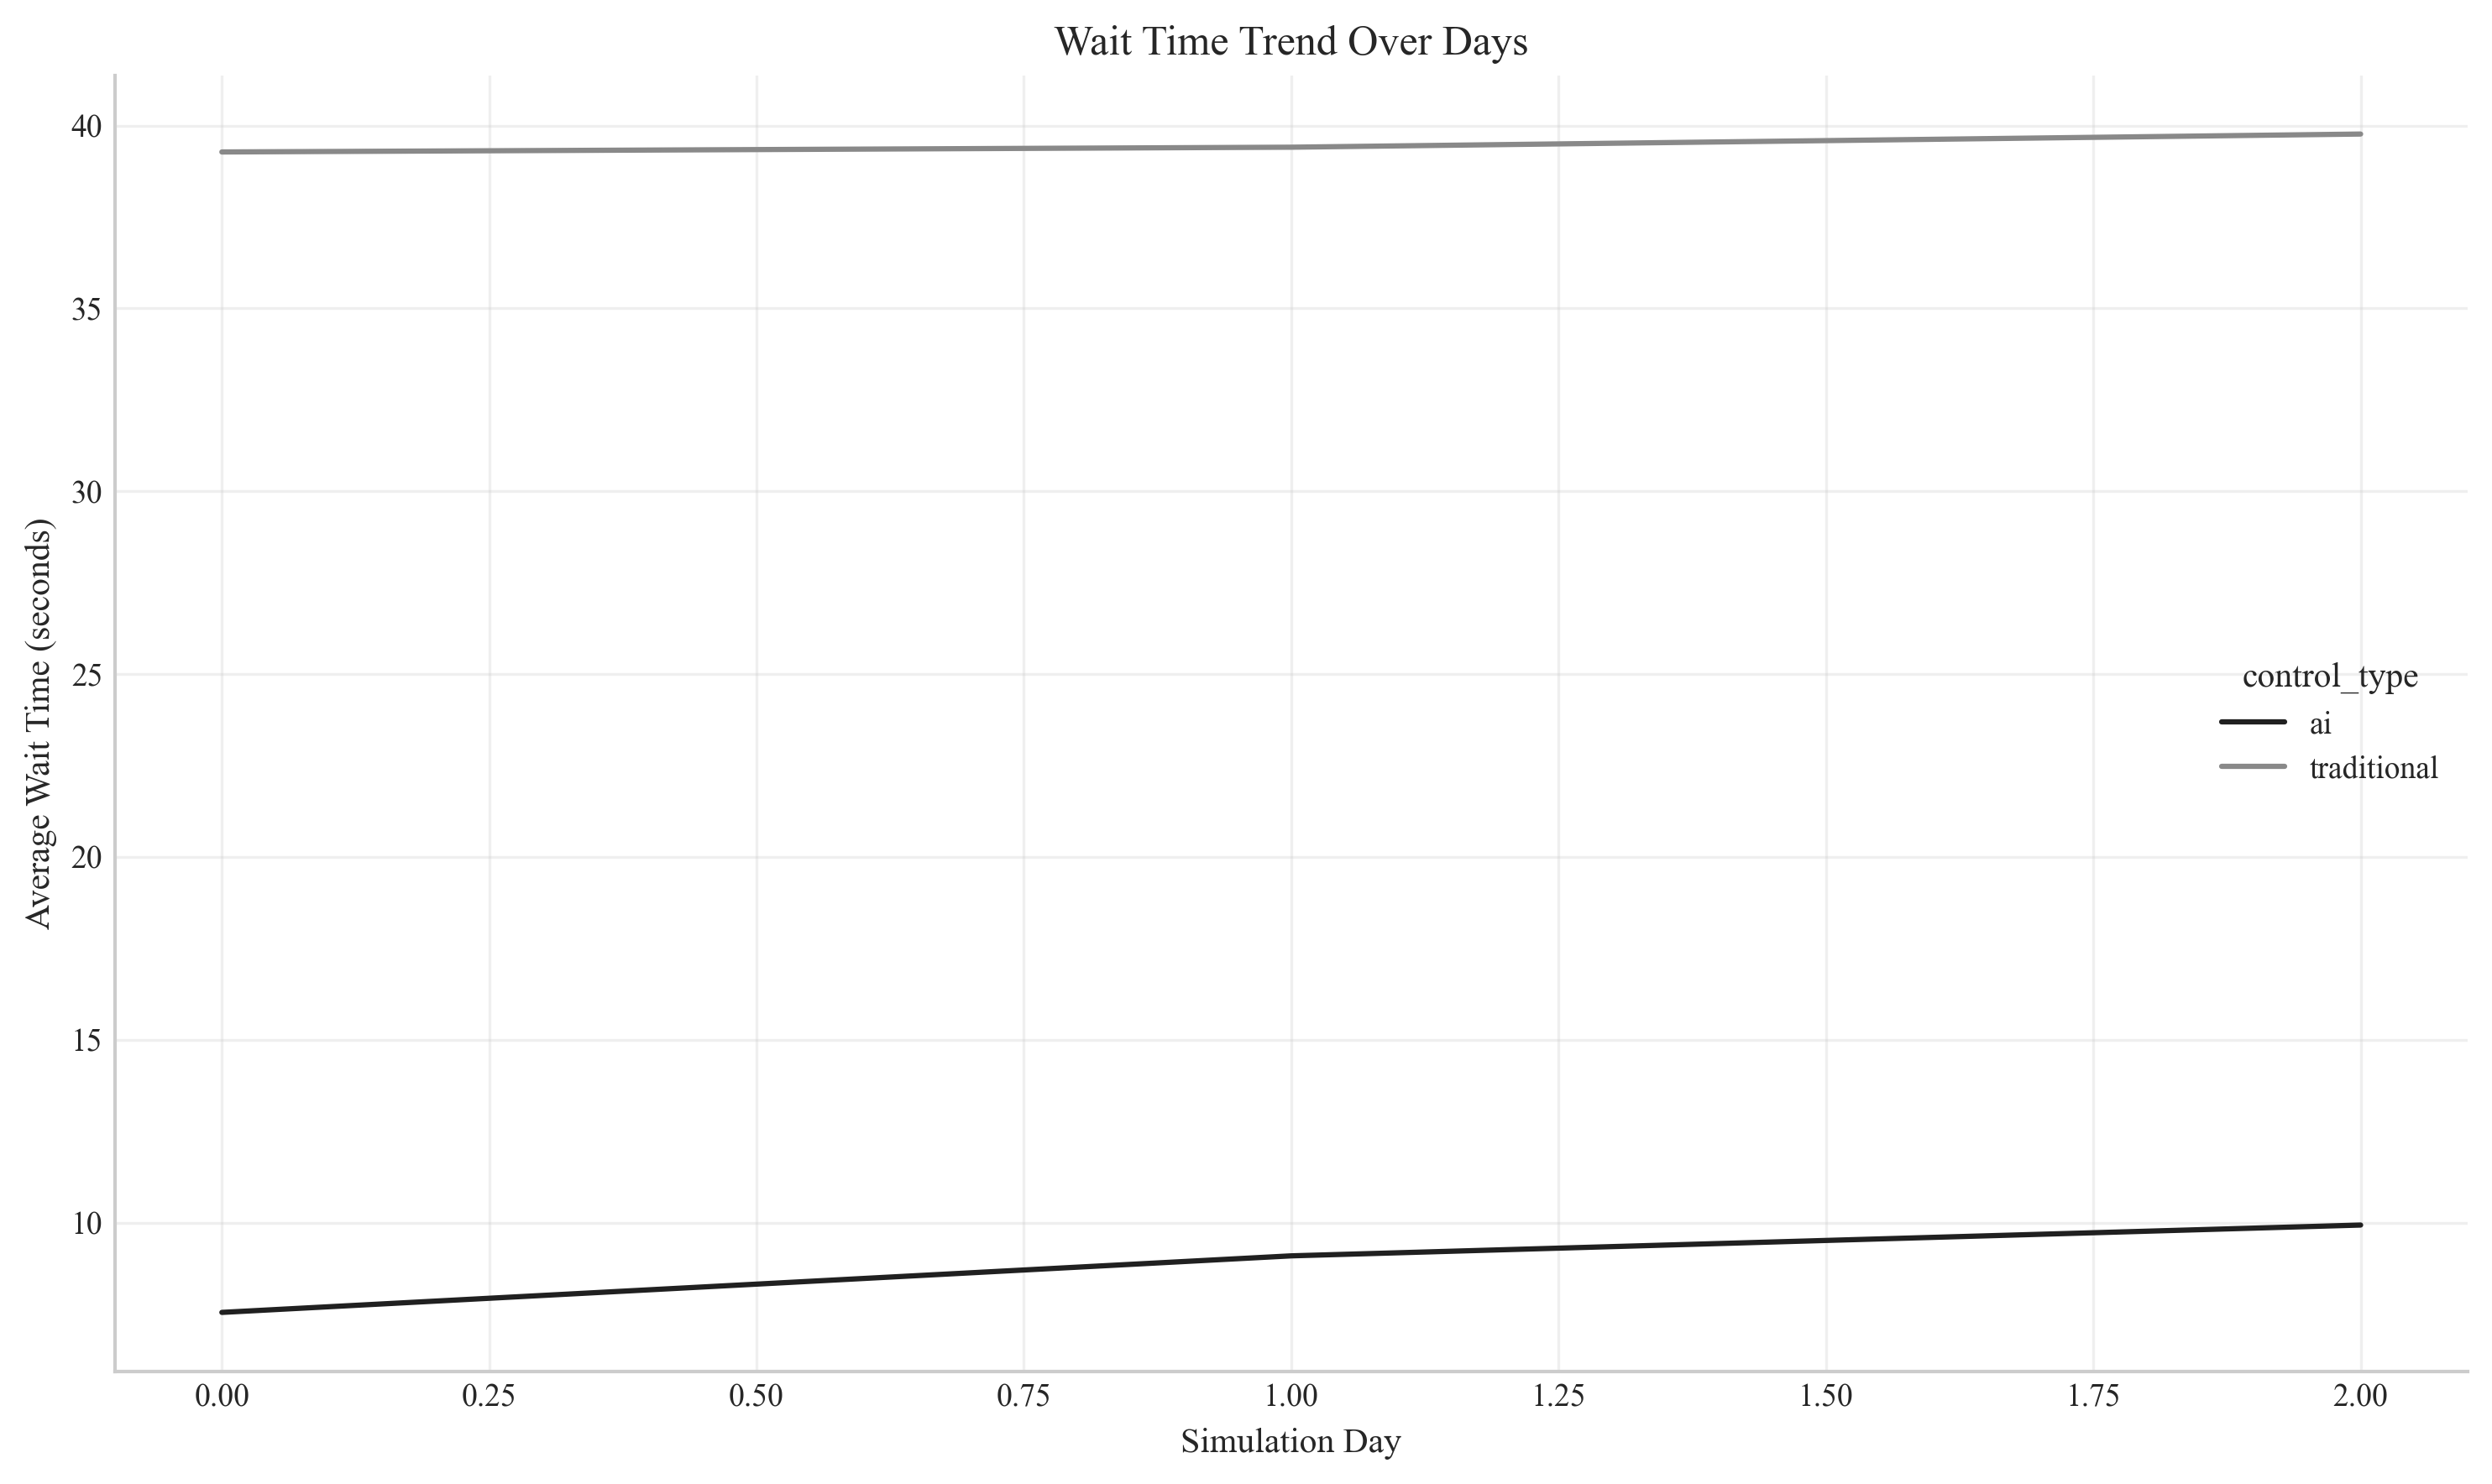 Wait Time Trend Over Days
Average Wait Time (seconds)
40
35
30
25
20
15
10
control_type
ai
traditional
0.00 0.25 0.50 0.75 1.00 1.25 1.50 1.75 2.00
Simulation Day